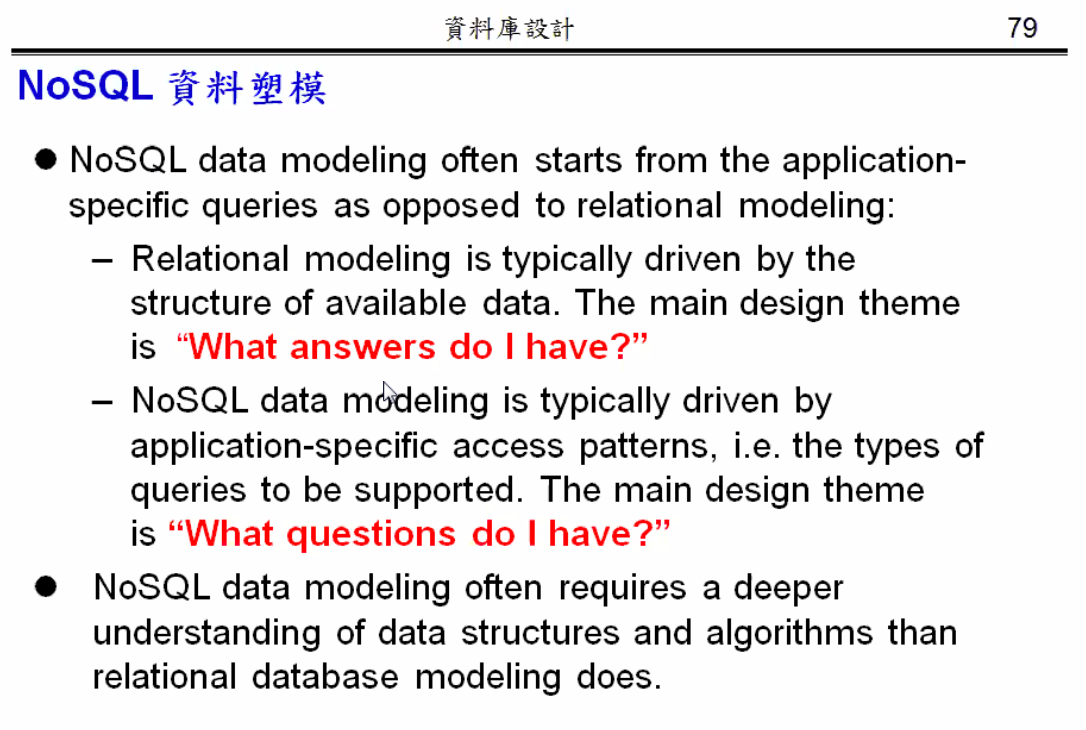 資料庫設計 79
NoSQL 資料塑模
● NoSQL data modeling often starts from the application-
specific queries as opposed to relational modeling:
– Relational modeling is typically driven by the
structure of available data. The main design theme
is “What answers do I have?”
– NoSQL data modeling is typically driven by
application-specific access patterns, i.e. the types of
queries to be supported. The main design theme
is “What questions do I have?”
● NoSQL data modeling often requires a deeper
understanding of data structures and algorithms than
relational database modeling does.